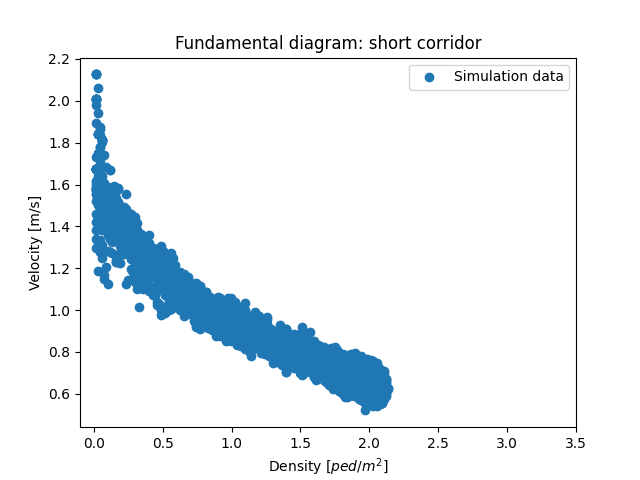 Fundamental diagram: short corridor
Simulation data
Velocity [m/s]
2.2
2.0
1.8
1.6
1.4
1.2
1.0
0.8
0.6
0.0 0.5 1.0 1.5 2.0 2.5 3.0 3.5
Density [ped/m²]